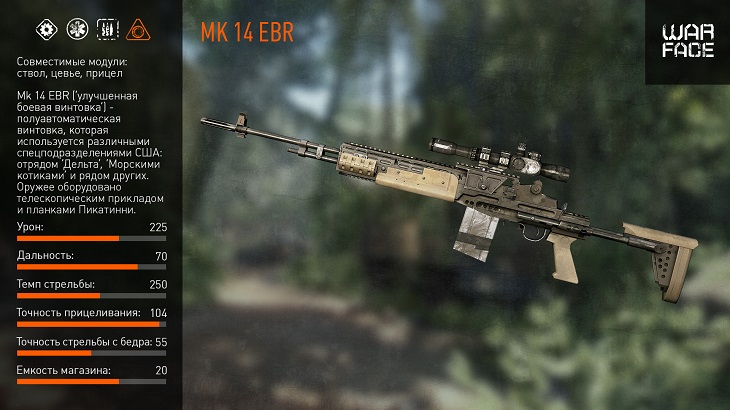 MK 14 EBR
WAR
FACE
Совместимые модули:
ствол, цевье, прицел
Mk 14 EBR ('улучшенная
боевая винтовка') -
полуавтоматическая
винтовка, которая
используется различными
спецподразделениями США:
отрядом 'Дельта', 'Морскими
котиками' и рядом других.
Оружее оборудовано
телескопическим прикладом
и планками Пикатинни.
Урон: 225
Дальность: 70
Темп стрельбы: 250
Точность прицеливания: 104
Точность стрельбы с бедра: 55
Емкость магазина: 20